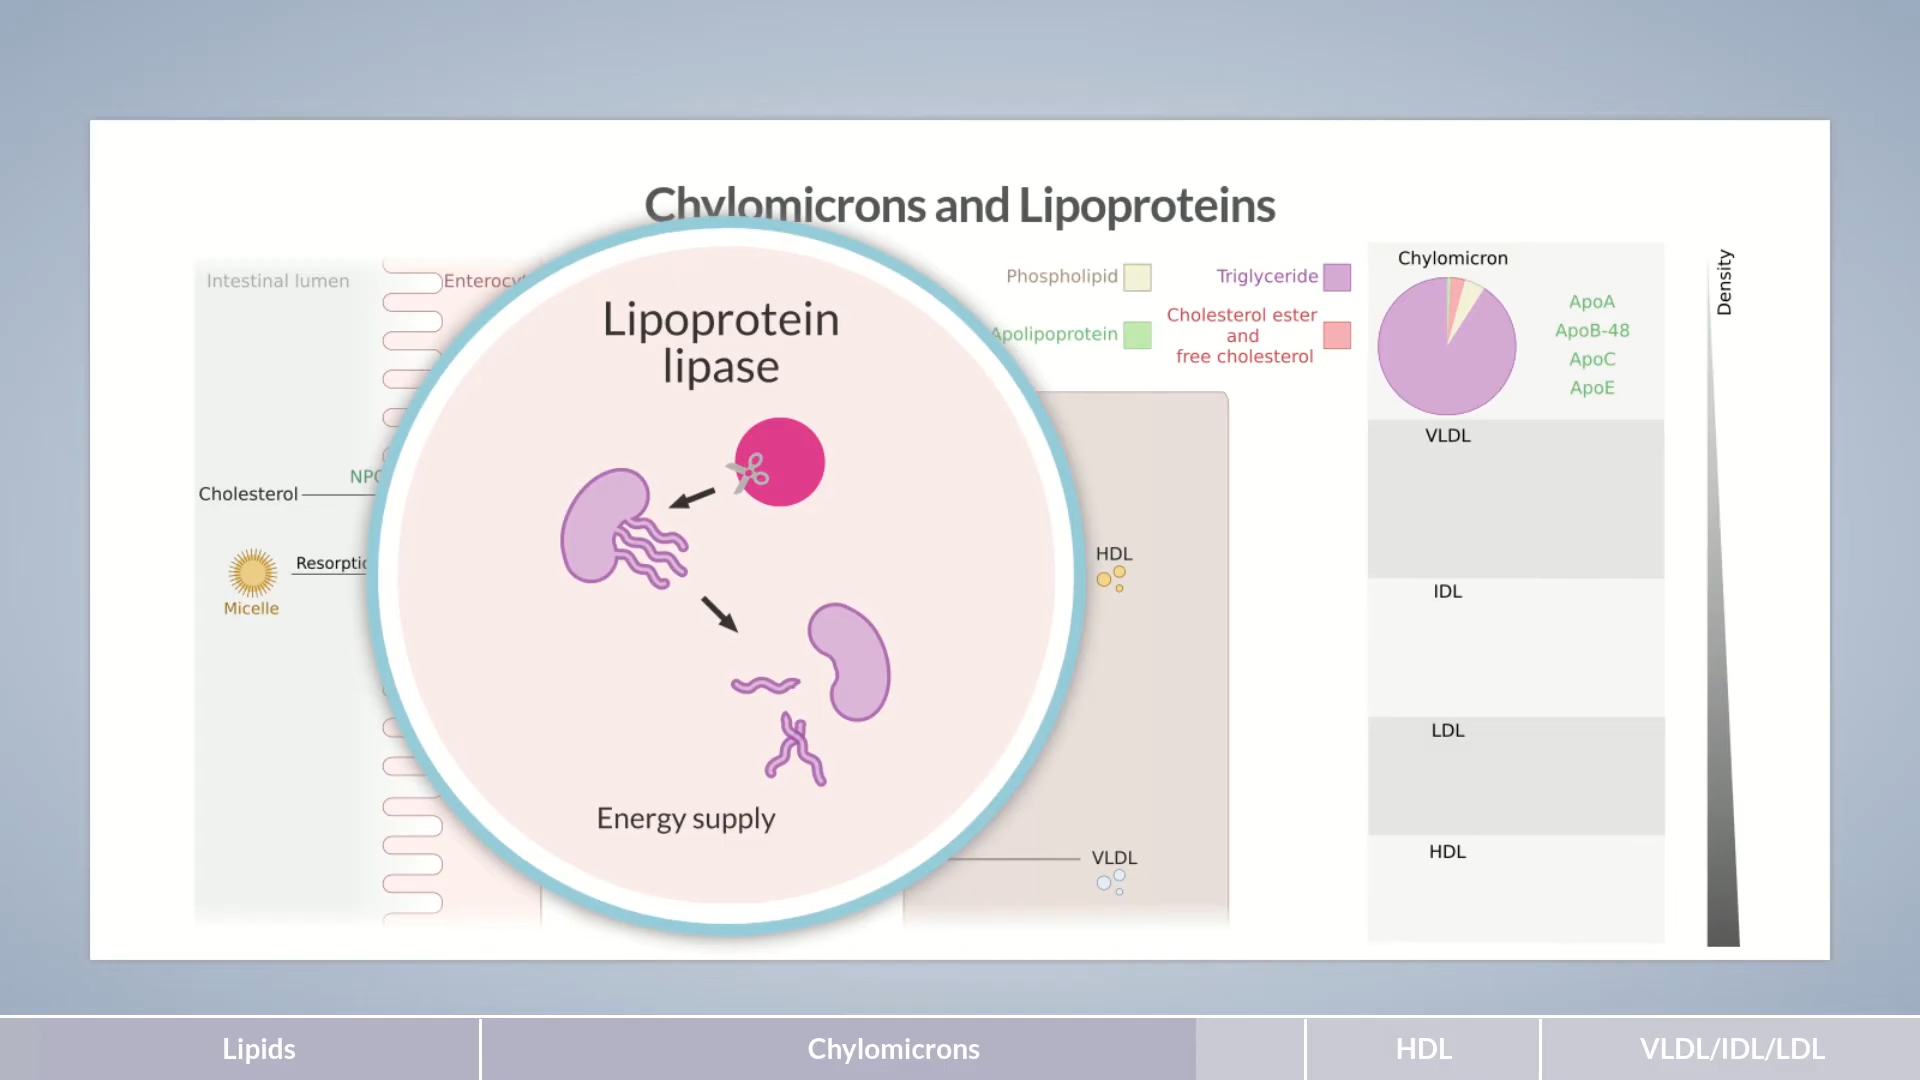 Chylomicrons and Lipoproteins
Intestinal lumen
Cholesterol
Micelle
Lipoprotein
lipase
Energy supply
Phospholipid
Triglyceride
Apolipoprotein
Cholesterol ester
and
free cholesterol
HDL
VLDL
Chylomicron
ApoA
ApoB-48
ApoC
ApoE
VLDL
IDL
LDL
HDL
Density
Lipids
Chylomicrons
HDL
VLDL/IDL/LDL